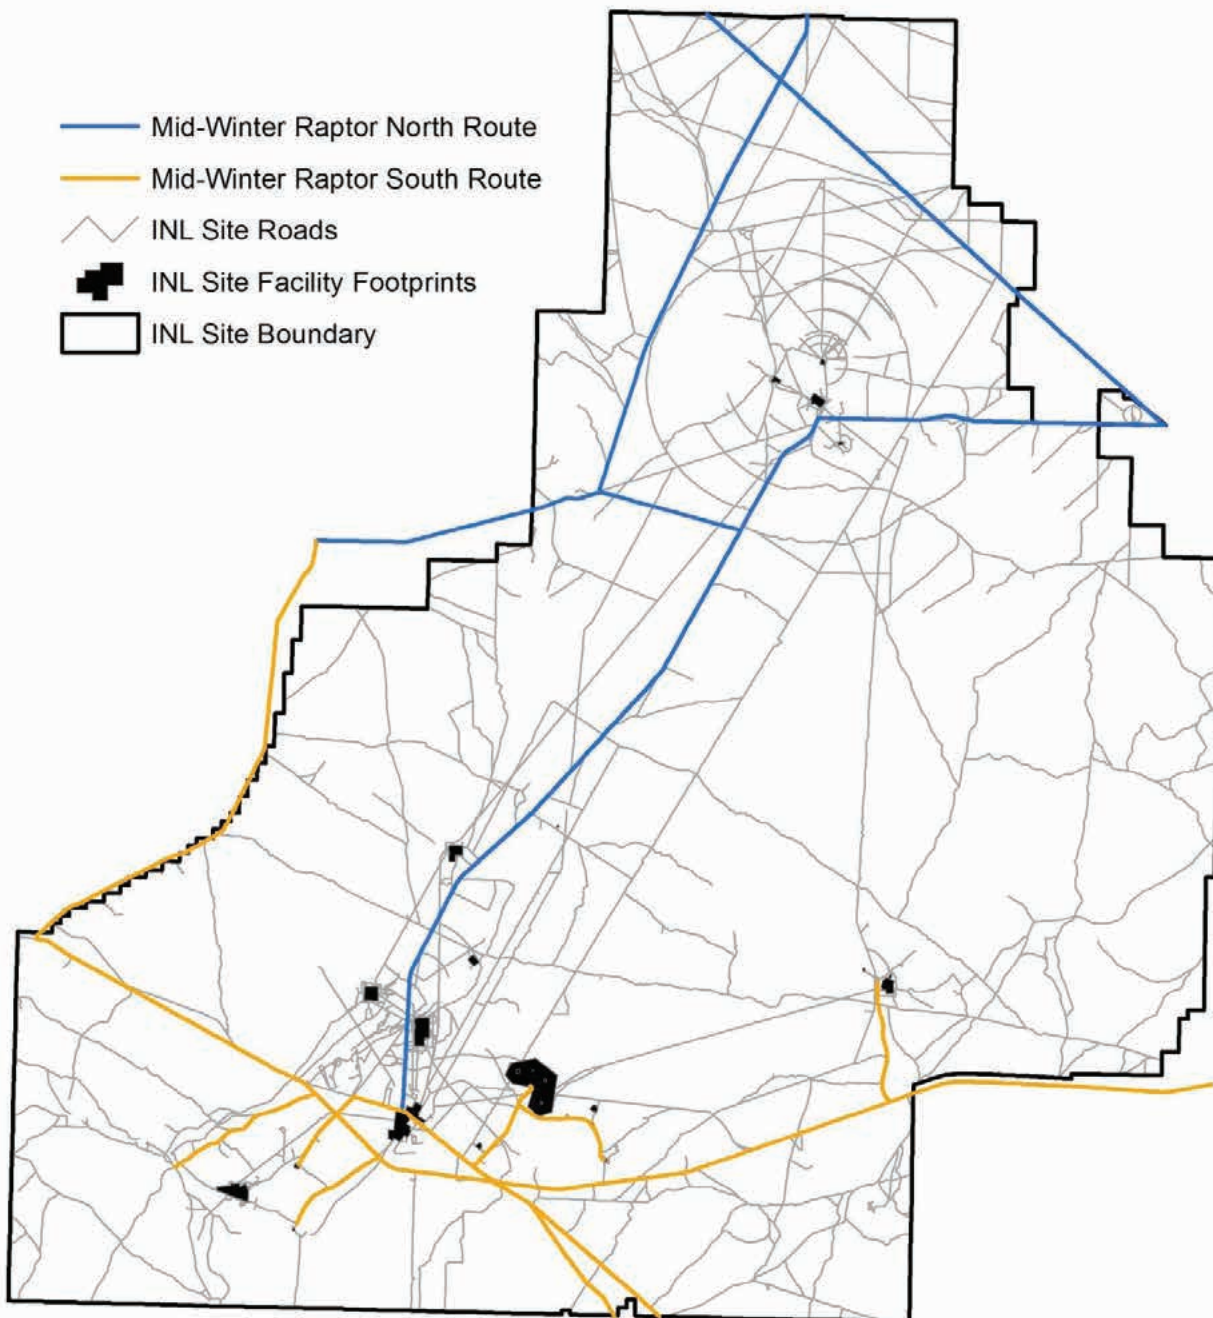 Mid-Winter Raptor North Route
Mid-Winter Raptor South Route
INL Site Roads
INL Site Facility Footprints
INL Site Boundary